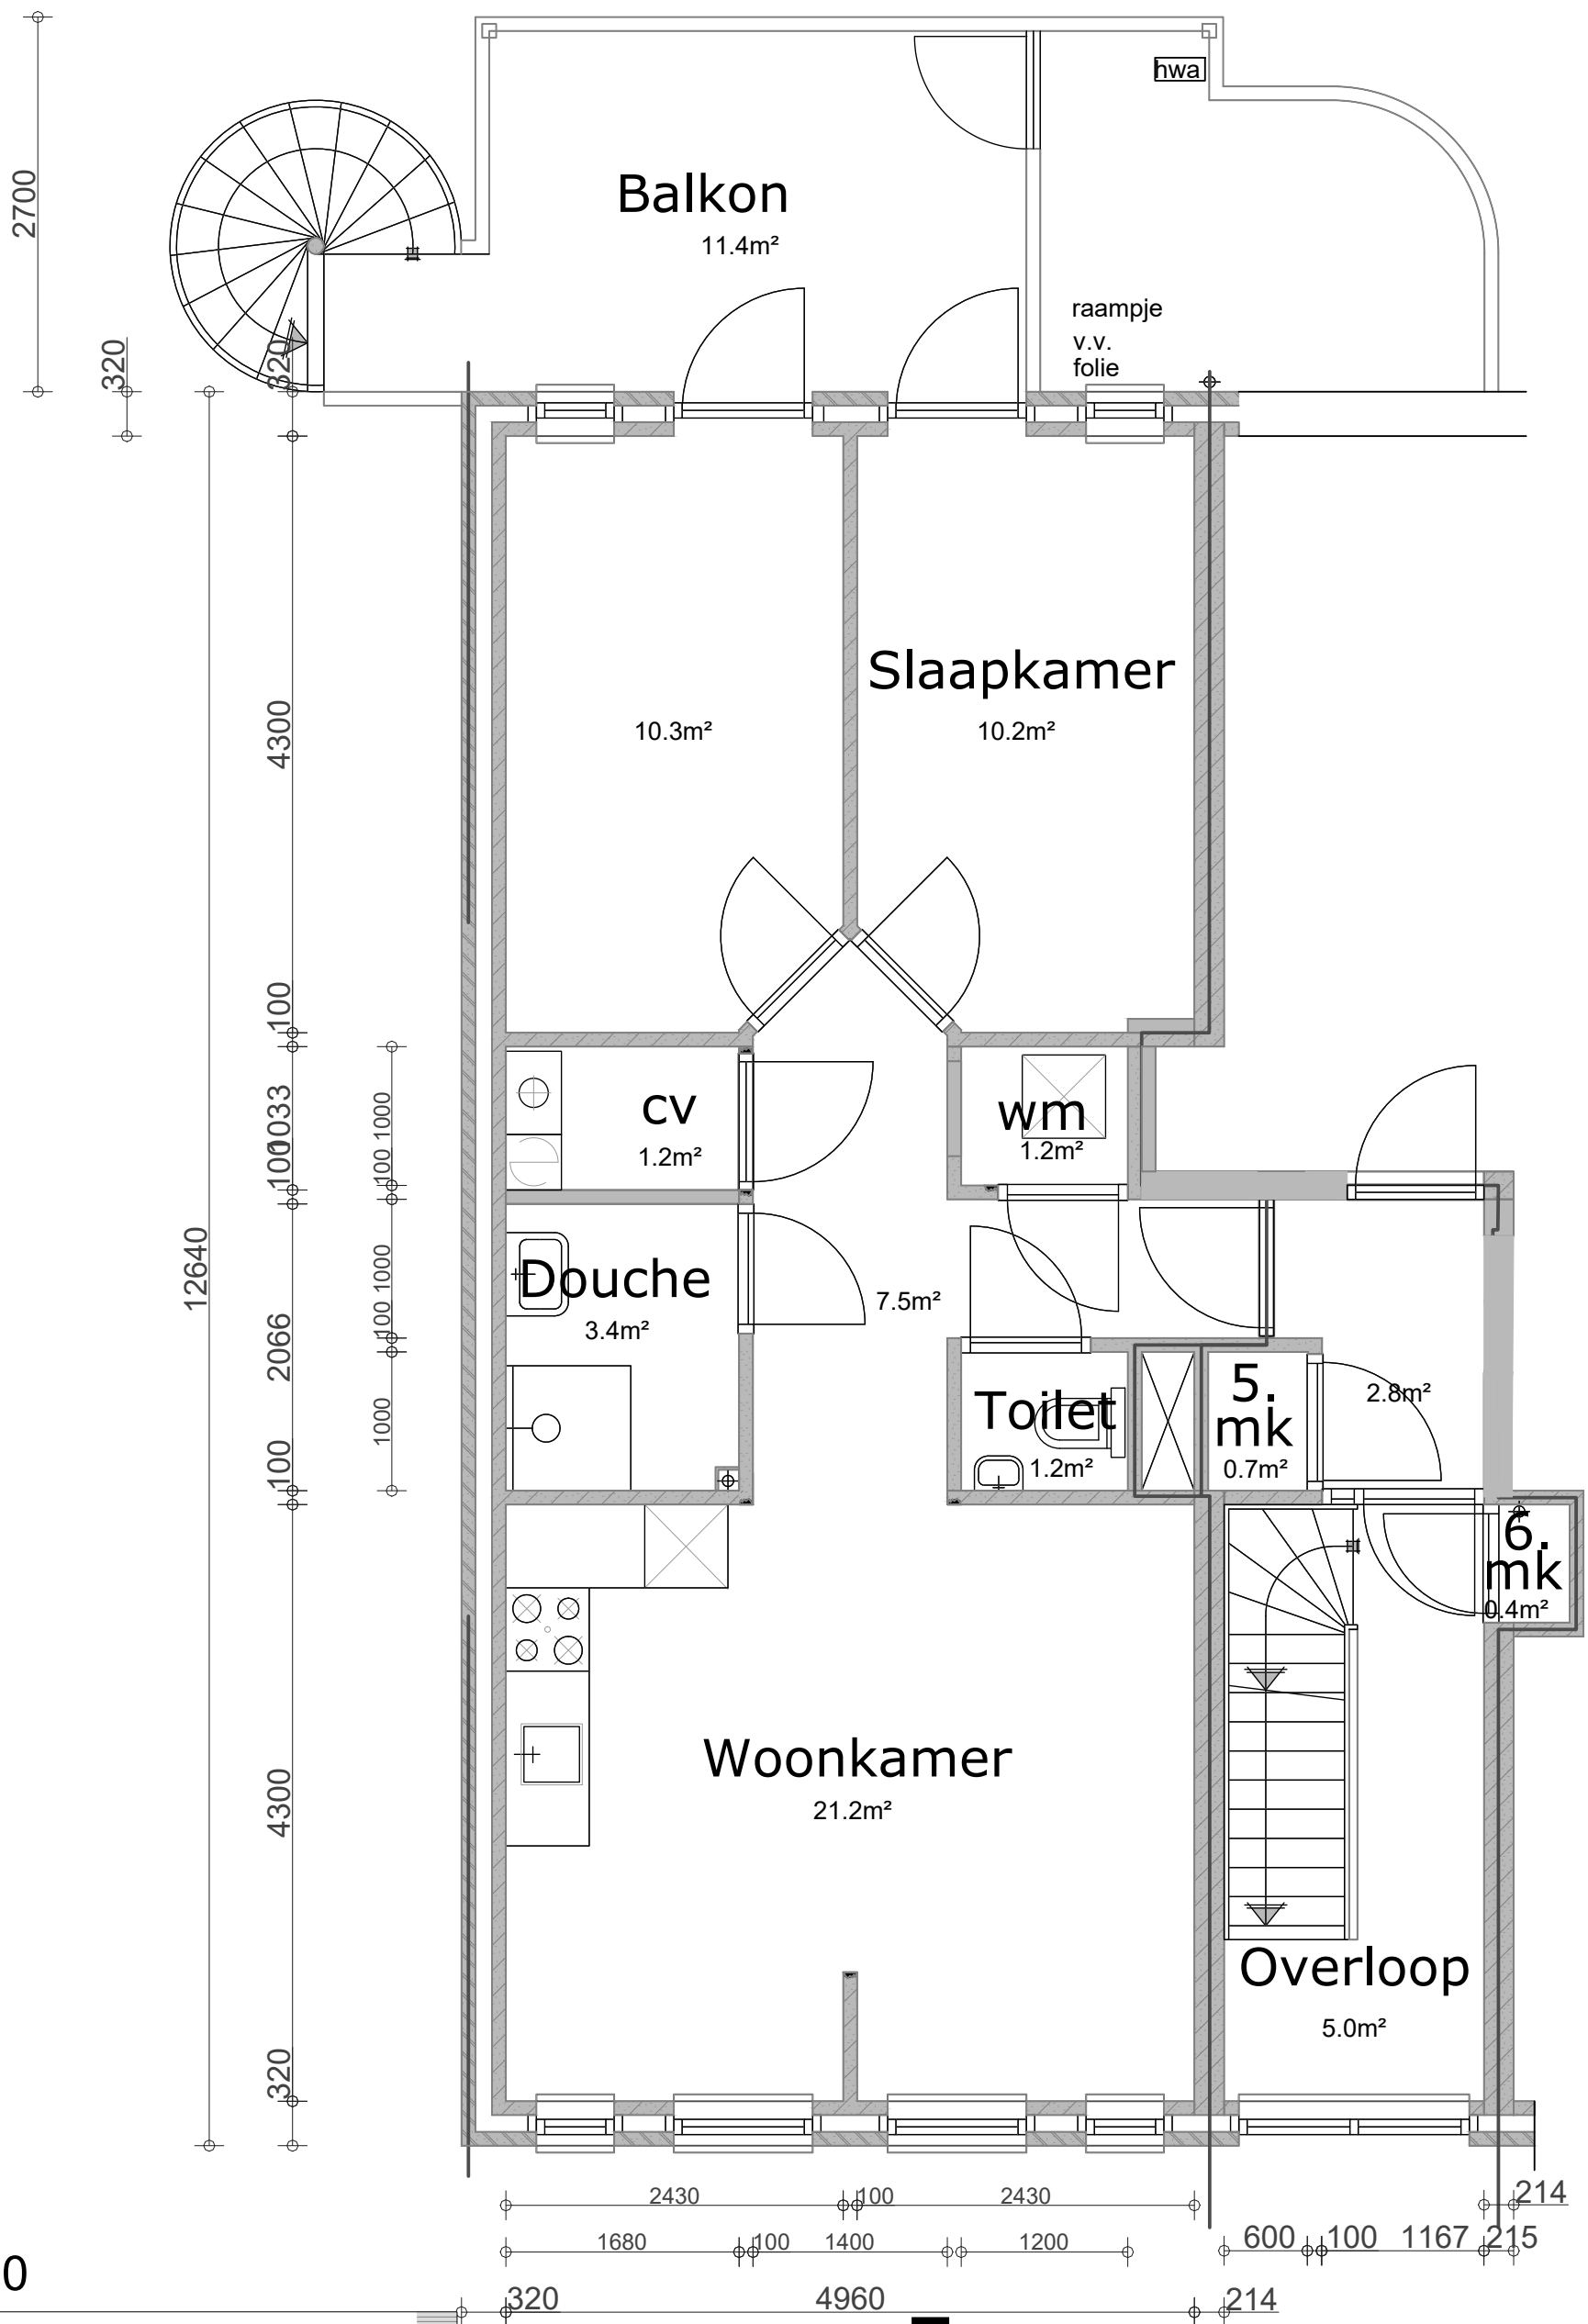 hwa
2700
Balkon
11.4m²
raampje
v.v.
folie
320
320
Slaapkamer
10.3m²
10.2m²
4300
100
cv
1.2m²
wm
1.2m²
1033
1000
100
100
12640
Douche
3.4m²
7.5m²
1000
100
2066
Toilet
1.2m²
5.
mk
0.7m²
2.8m²
1000
100
6.
mk
0.4m²
Woonkamer
21.2m²
4300
Overloop
5.0m²
320
2430
100
2430
214
1680
100
1400
1200
600
100
1167
215
0
320
4960
214